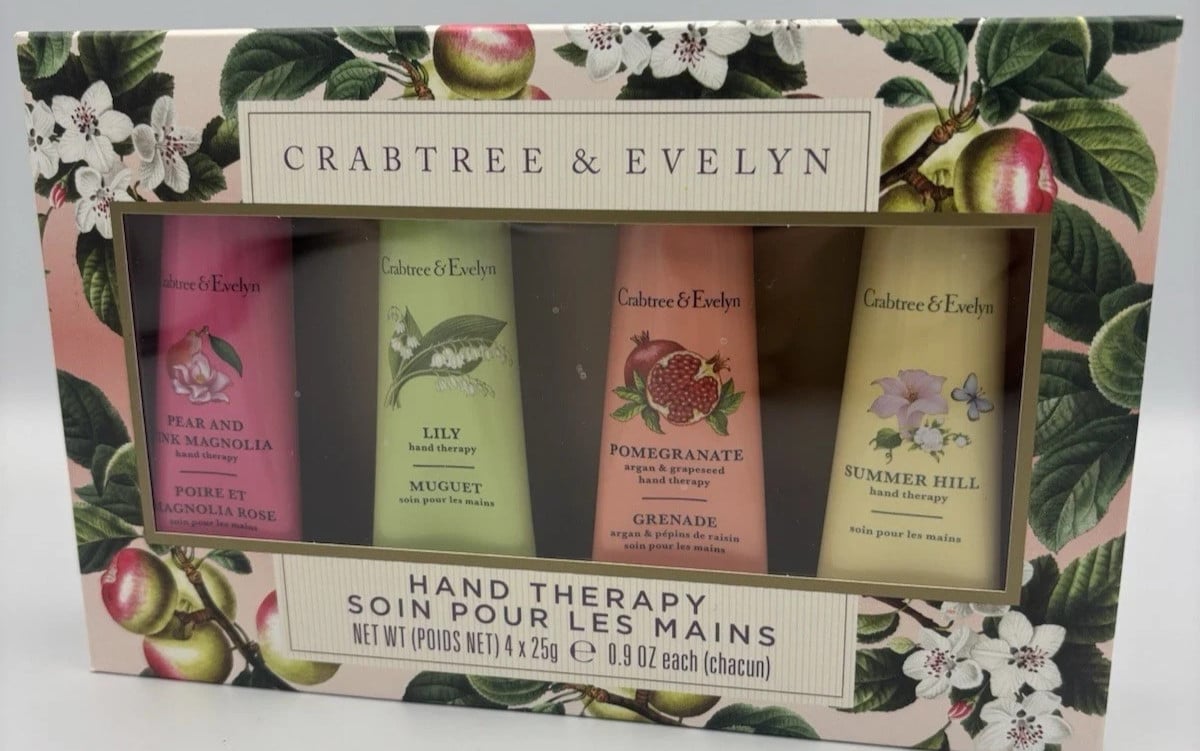 CRABTREE & EVELYN
abtree & Evelyn
PEAR AND
INK MAGNOLIA
hand therapy
POIRE ET
MAGNOLIA ROSE
soin pour les mains
Crabtree & Evelyn
LILY
hand therapy
MUGUET
soin pour les mains
Crabtree & Evelyn
POMEGRANATE
argan & grapeseed
hand therapy
GRENADE
argan & pépins de raisin
soin pour les mains
Crabtree & Evelyn
SUMMER HILL
hand therapy
soin pour les mains
HAND THERAPY
SOIN POUR LES MAINS
NET WT (POIDS NET) 4 x 25g ℮ 0.9 OZ each (chacun)